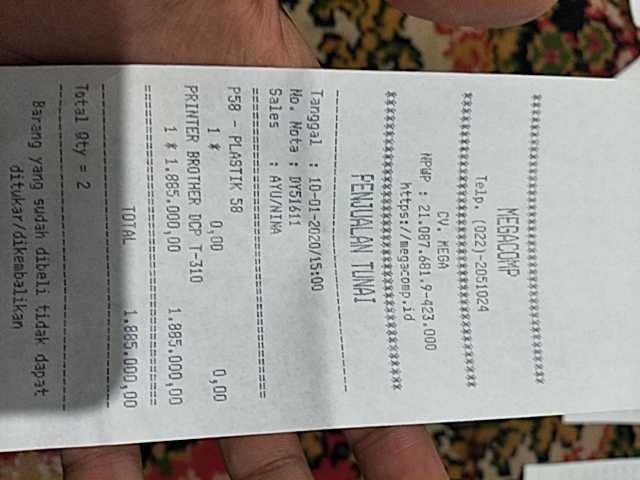 ****************************************
MEGACOMP
Telp. (022)-2051024
****************************************
CV. MEGA
NPWP : 21.087.681.9-423.000
https://megacomp.id
****************************************
PENJUALAN TUNAI
----------------------------------------
Tanggal : 10-01-2020/15:00
No. Nota : DY51611
Sales : AYU/NINA
========================================
P58 - PLASTIK 58
1 * 0,00 0,00
PRINTER BROTHER DCP T-310
1 * 1.885.000,00 1.885.000,00
========================================
TOTAL 1.885.000,00
----------------------------------------
Total Qty = 2
----------------------------------------
Barang yang sudah dibeli tidak dapat
ditukar/dikembalikan